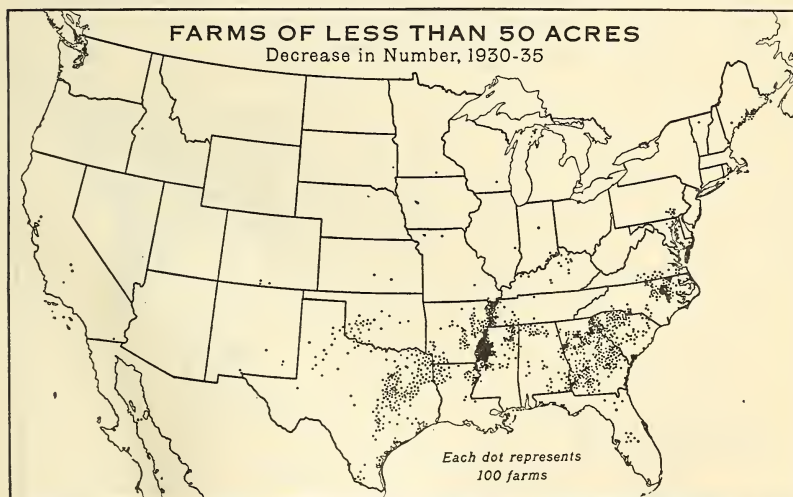 FARMS OF LESS THAN 50 ACRES
Decrease in Number, 1930-35
Each dot represents
100 farms